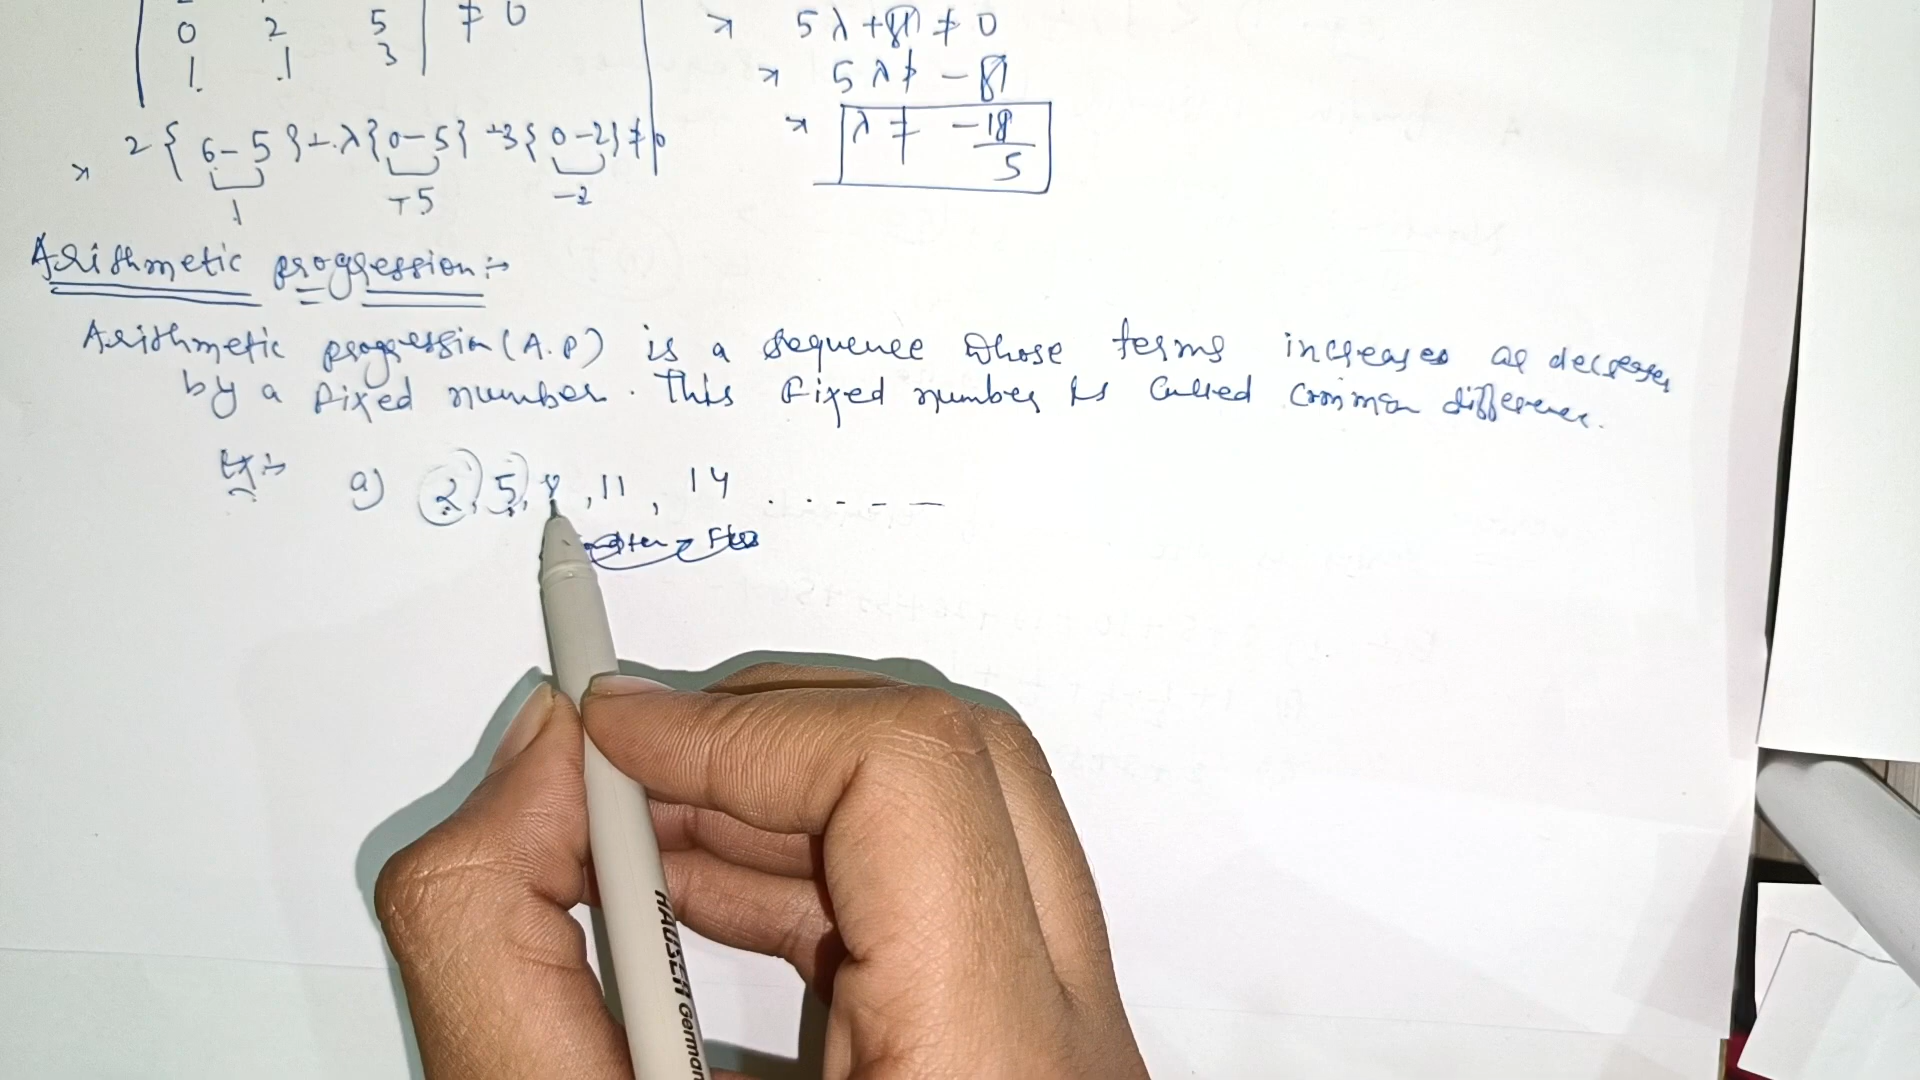 0 2 5 ≠ 0
1. .1 3
2 { 6-5 } - λ{0-5} +3{0-2} ≠ 0
1 -5 -2
5λ+18 ≠ 0
5λ ≠ -18
λ ≠ -18/5
Arithmetic progression:-
Arithmetic progression (A.P) is a sequence whose terms increases or decreases
by a fixed number. This fixed number is called common difference.
Ex:- a) 2, 5, 8, 11, 14 ......
HAUSER Germany